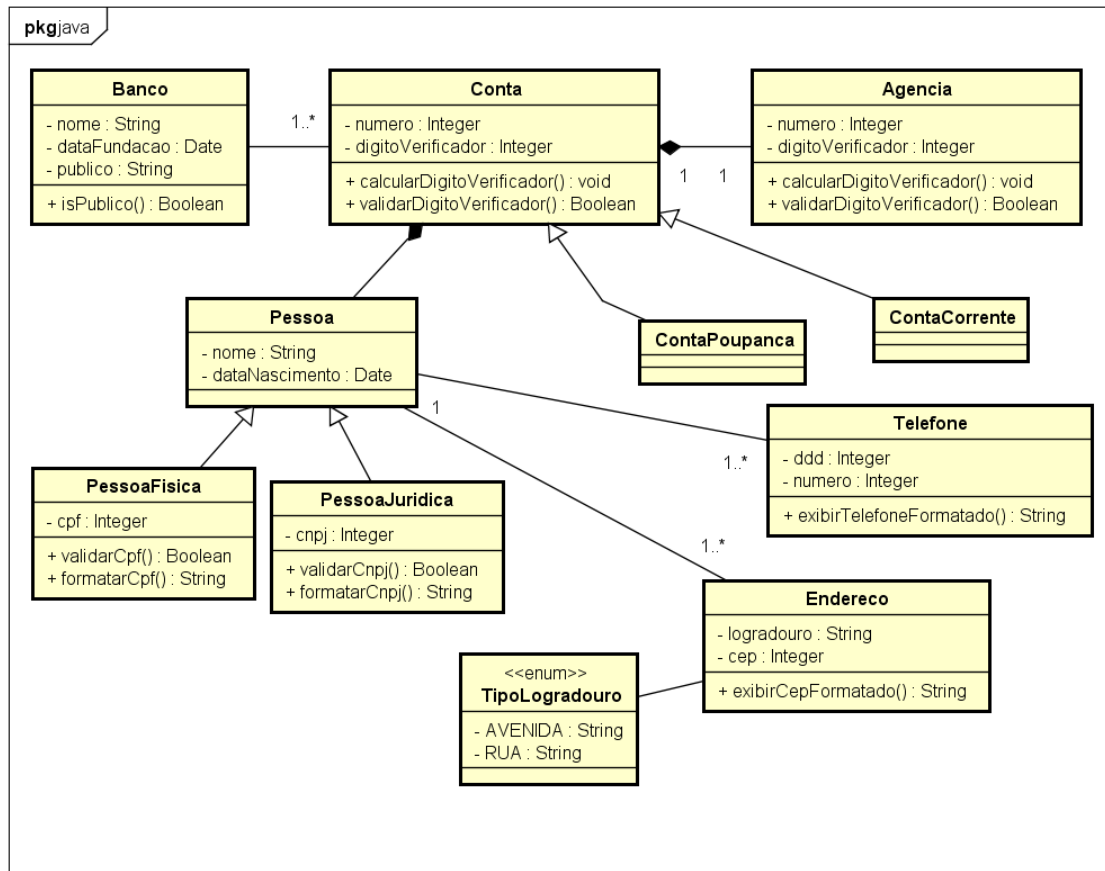 pkgjava
Banco
- nome : String
- dataFundacao : Date
- publico : String
+ isPublico() : Boolean
1..*
Conta
- numero : Integer
- digitoVerificador : Integer
+ calcularDigitoVerificador() : void
+ validarDigitoVerificador() : Boolean
1
1
Agencia
- numero : Integer
- digitoVerificador : Integer
+ calcularDigitoVerificador() : void
+ validarDigitoVerificador() : Boolean
Pessoa
- nome : String
- dataNascimento : Date
ContaPoupanca
ContaCorrente
1
1..*
Telefone
- ddd : Integer
- numero : Integer
+ exibirTelefoneFormatado() : String
PessoaFisica
- cpf : Integer
+ validarCpf() : Boolean
+ formatarCpf() : String
PessoaJuridica
- cnpj : Integer
+ validarCnpj() : Boolean
+ formatarCnpj() : String
1..*
Endereco
- logradouro : String
- cep : Integer
+ exibirCepFormatado() : String
<<enum>>
TipoLogradouro
- AVENIDA : String
- RUA : String